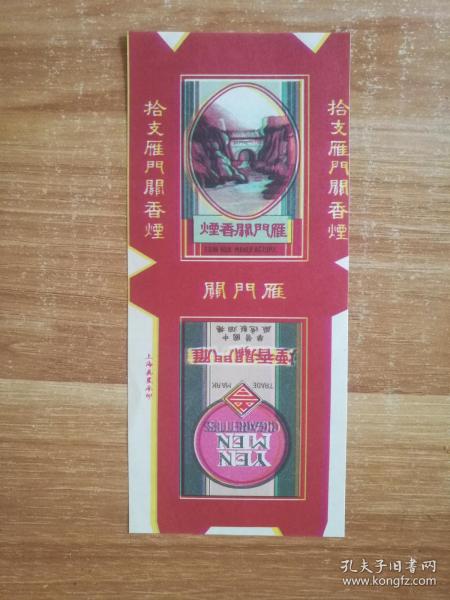 拾支雁門關香煙
拾支雁門關香煙
煙香關門雁
關門雁
煙香關門雁
TRADE MARK
YEN
MEN
CIGARETTES
孔夫子旧书网
www.kongfz.com